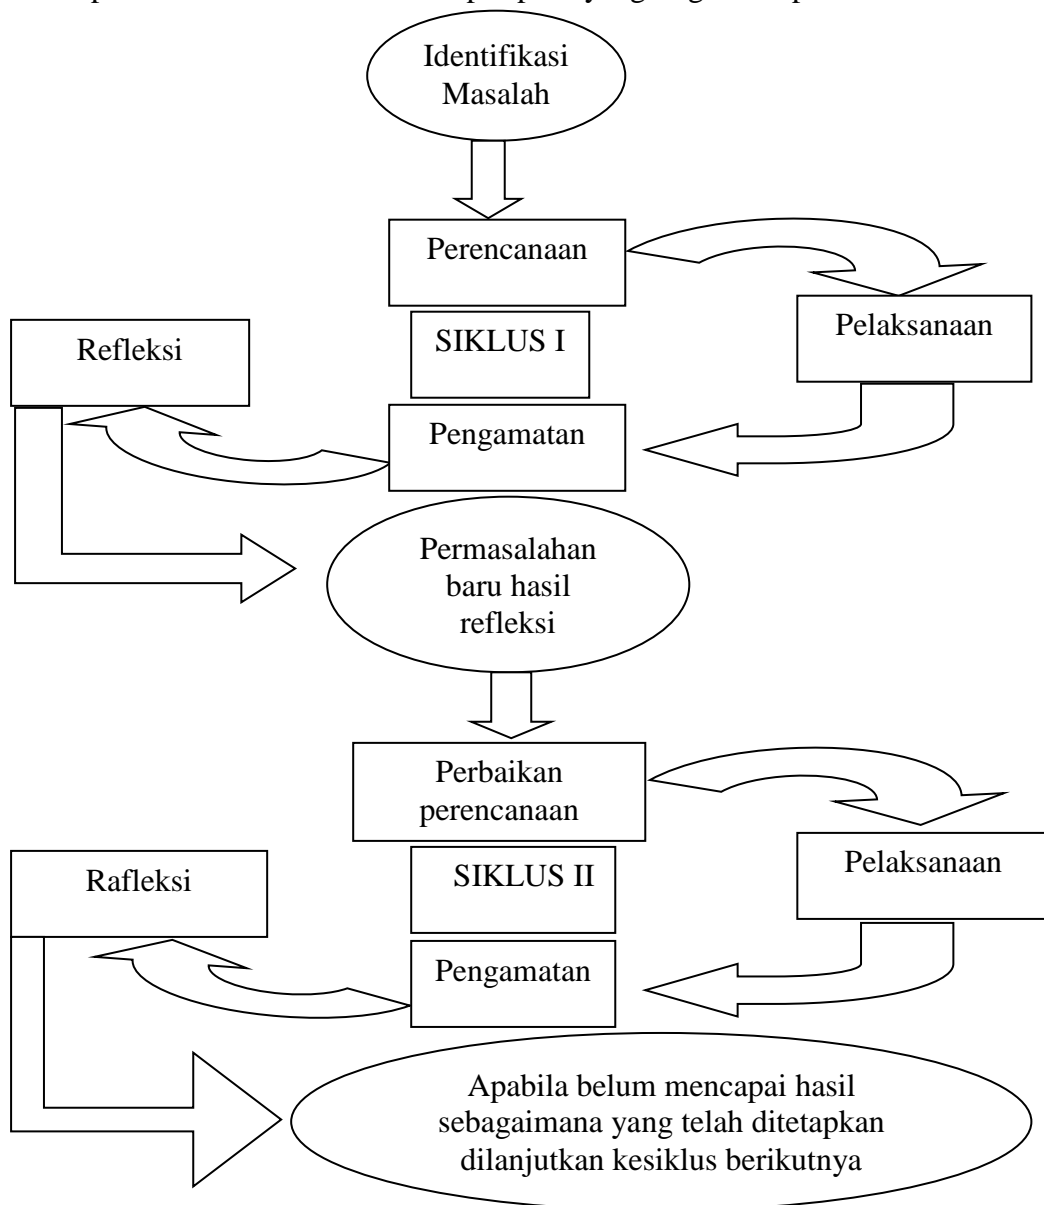 Identifikasi
Masalah
Perencanaan
Pelaksanaan
SIKLUS I
Refleksi
Pengamatan
Permasalahan
baru hasil
refleksi
Perbaikan
perencanaan
Pelaksanaan
SIKLUS II
Rafleksi
Pengamatan
Apabila belum mencapai hasil
sebagaimana yang telah ditetapkan
dilanjutkan kesiklus berikutnya